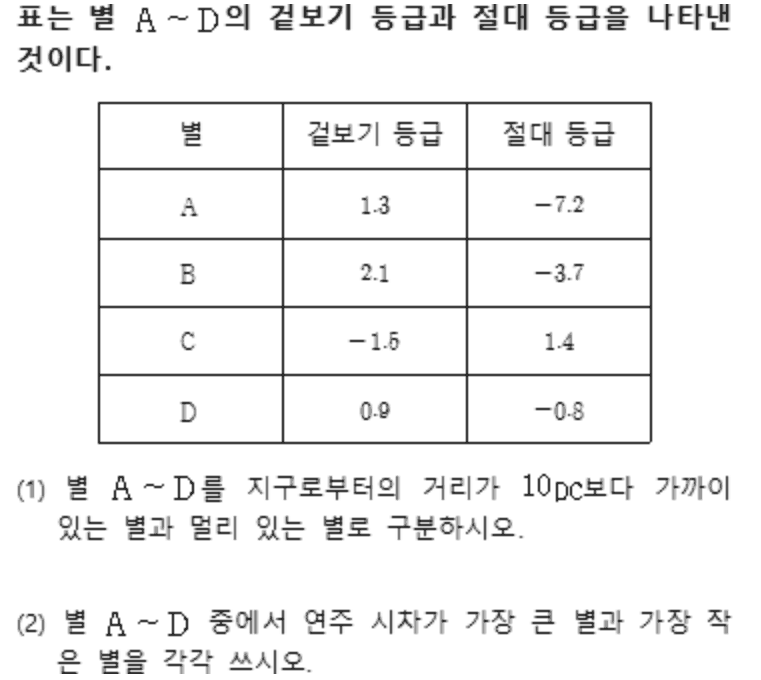 표는 별 A ~ D의 겉보기 등급과 절대 등급을 나타낸
것이다.
별 겉보기 등급 절대 등급
A 1.3 −7.2
B 2.1 −3.7
C −1.5 1.4
D 0.9 −0.8
(1) 별 A ~ D를 지구로부터의 거리가 10pc보다 가까이
있는 별과 멀리 있는 별로 구분하시오.
(2) 별 A ~ D 중에서 연주 시차가 가장 큰 별과 가장 작
은 별을 각각 쓰시오.